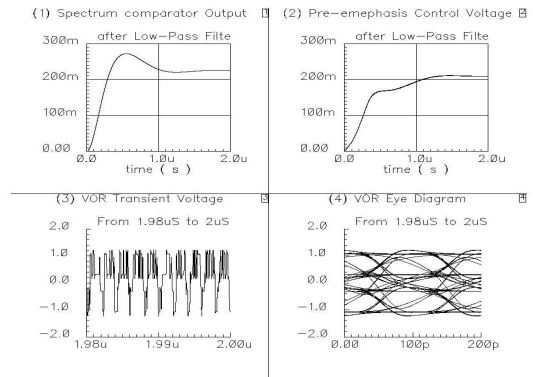 (1) Spectrum comparator Output 1
after Low-Pass Filte
300m
200m
100m
0.00
0.0 1.0u 2.0u
time ( s )
(2) Pre-emephasis Control Voltage 2
after Low-Pass Filte
300m
200m
100m
0.00
0.0 1.0u 2.0u
time ( s )
(3) VOR Transient Voltage 3
From 1.98uS to 2uS
2.0
1.0
0.0
-1.0
-2.0
1.98u 1.99u 2.00u
(4) VOR Eye Diagram 4
From 1.98uS to 2uS
2.0
1.0
0.0
-1.0
-2.0
0.00 100p 200p